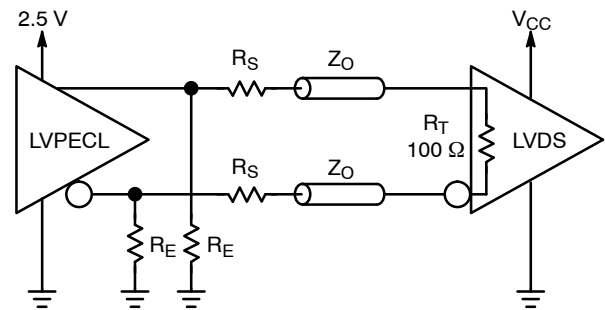 2.5 V
V_CC
R_S
Z_O
LVPECL
R_T
100 Ω
LVDS
R_S
Z_O
R_E
R_E